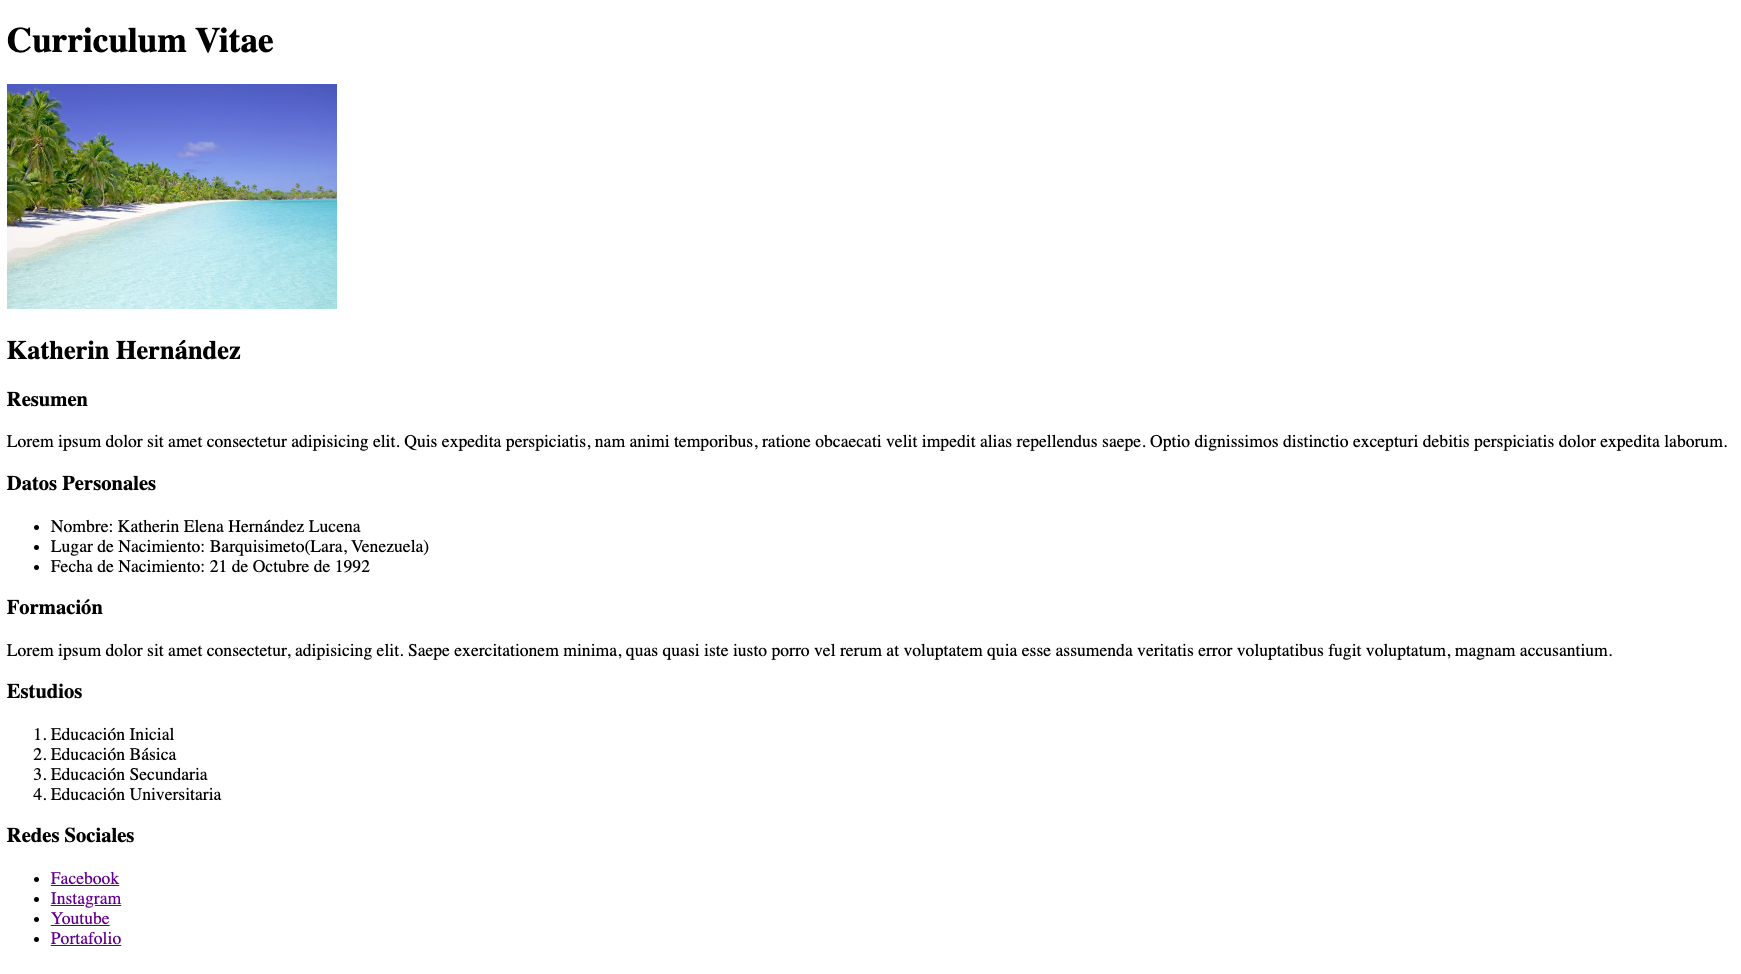 Curriculum Vitae
Katherin Hernández
Resumen
Lorem ipsum dolor sit amet consectetur adipisicing elit. Quis expedita perspiciatis, nam animi temporibus, ratione obcaecati velit impedit alias repellendus saepe. Optio dignissimos distinctio excepturi debitis perspiciatis dolor expedita laborum.
Datos Personales
• Nombre: Katherin Elena Hernández Lucena
• Lugar de Nacimiento: Barquisimeto(Lara, Venezuela)
• Fecha de Nacimiento: 21 de Octubre de 1992
Formación
Lorem ipsum dolor sit amet consectetur, adipisicing elit. Saepe exercitationem minima, quas quasi iste iusto porro vel rerum at voluptatem quia esse assumenda veritatis error voluptatibus fugit voluptatum, magnam accusantium.
Estudios
1. Educación Inicial
2. Educación Básica
3. Educación Secundaria
4. Educación Universitaria
Redes Sociales
• Facebook
• Instagram
• Youtube
• Portafolio